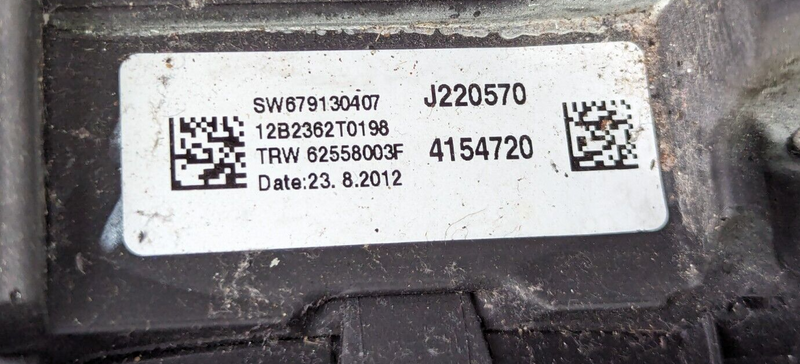 SW679130407
12B2362T0198
TRW 62558003F
Date:23. 8.2012
J220570
4154720